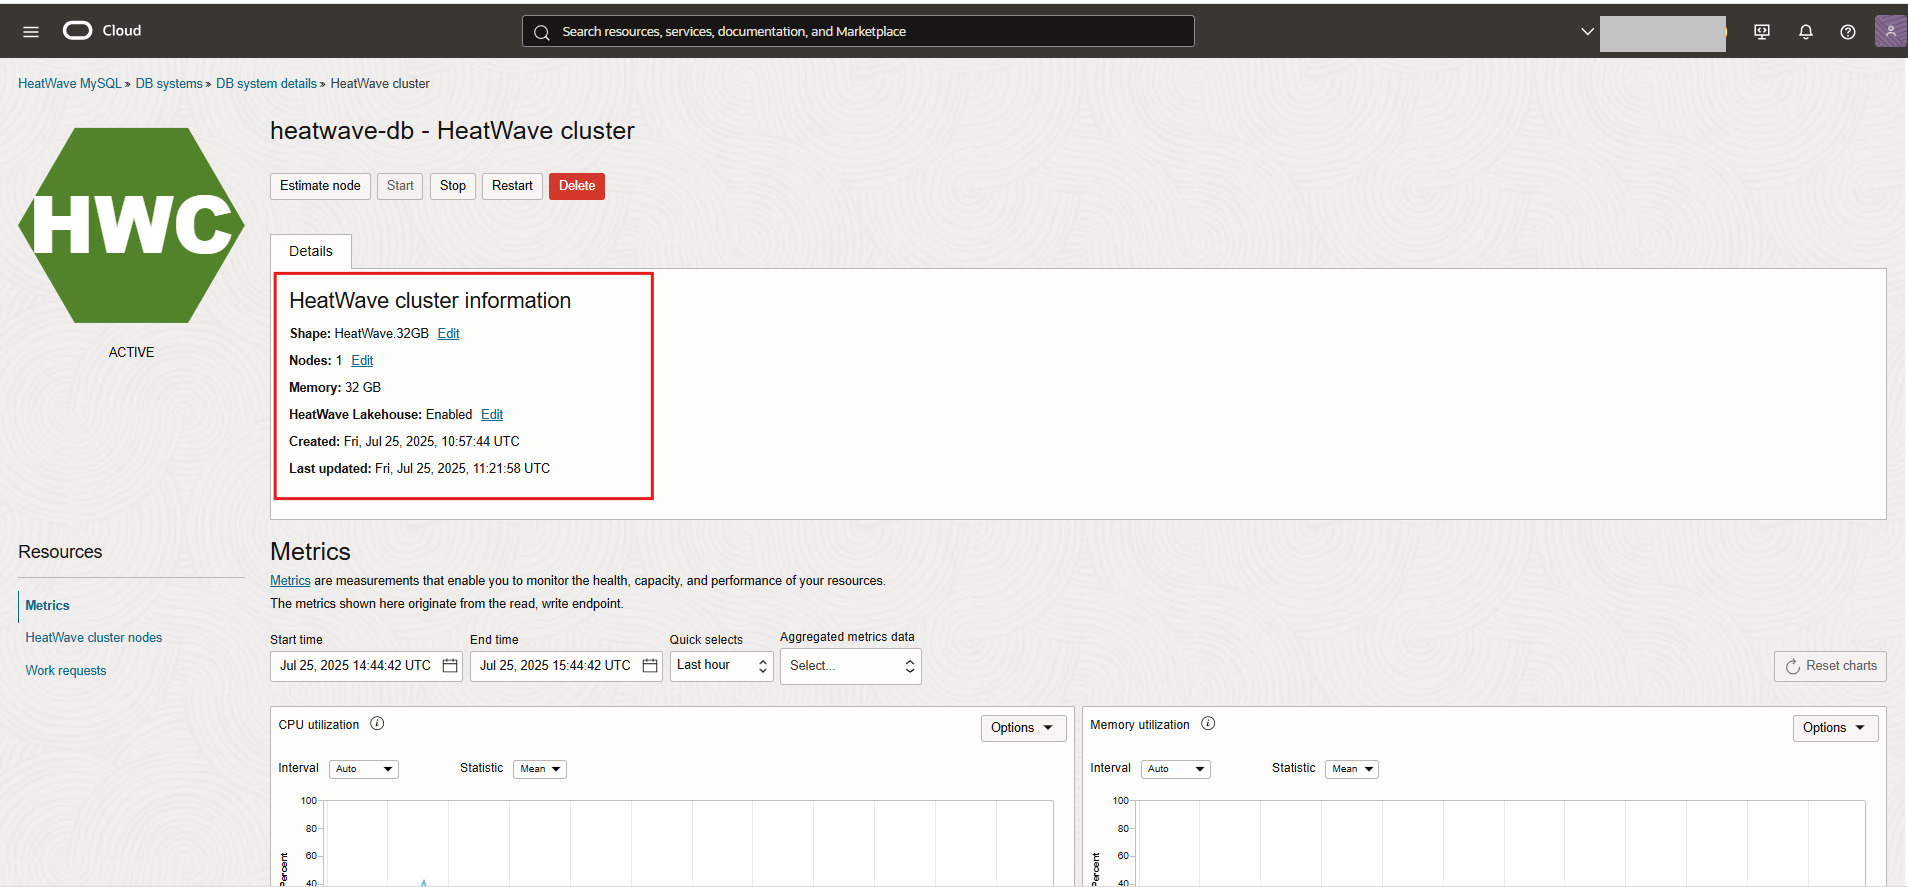 Cloud
Search resources, services, documentation, and Marketplace
HeatWave MySQL » DB systems » DB system details » HeatWave cluster
HWC
ACTIVE
heatwave-db - HeatWave cluster
Estimate node Start Stop Restart Delete
Details
HeatWave cluster information
Shape: HeatWave.32GB Edit
Nodes: 1 Edit
Memory: 32 GB
HeatWave Lakehouse: Enabled Edit
Created: Fri, Jul 25, 2025, 10:57:44 UTC
Last updated: Fri, Jul 25, 2025, 11:21:58 UTC
Resources
Metrics
HeatWave cluster nodes
Work requests
Metrics
Metrics are measurements that enable you to monitor the health, capacity, and performance of your resources.
The metrics shown here originate from the read, write endpoint.
Start time End time Quick selects Aggregated metrics data
Jul 25, 2025 14:44:42 UTC Jul 25, 2025 15:44:42 UTC Last hour Select... Reset charts
CPU utilization Options
Interval Auto Statistic Mean
100
80
60
40
Percent
Memory utilization Options
Interval Auto Statistic Mean
100
80
60
40
Percent